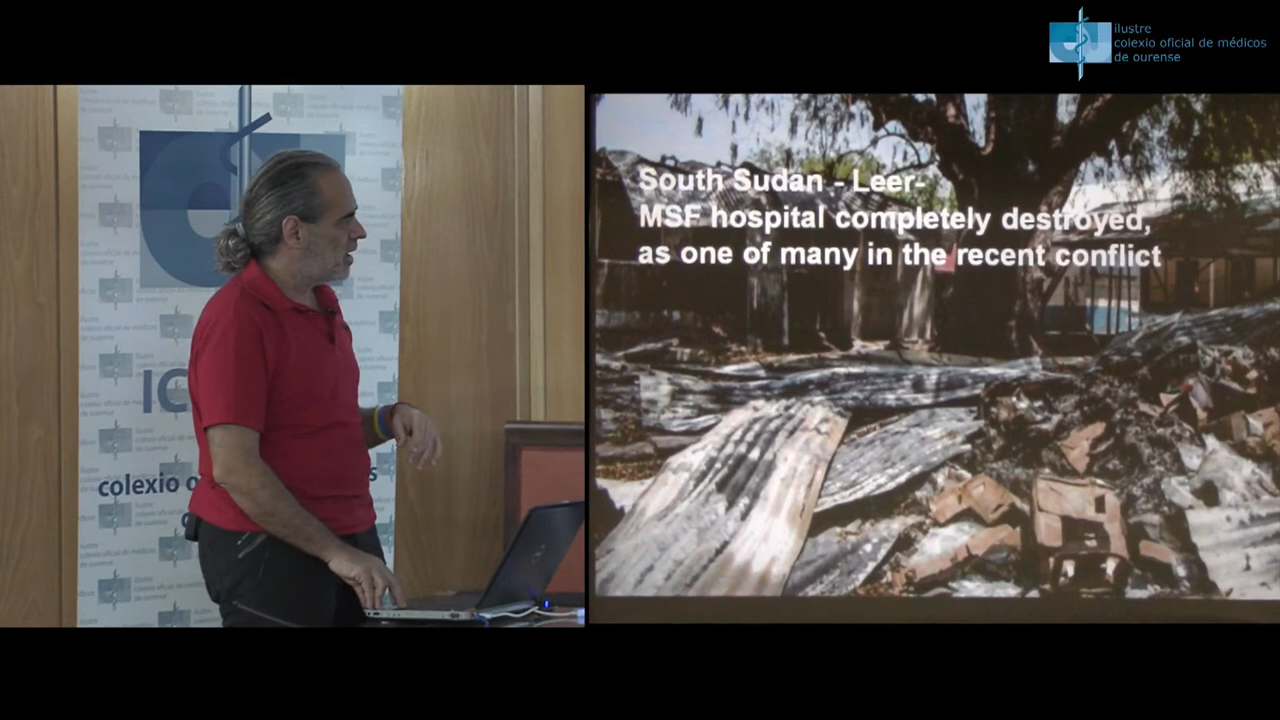 ilustre
colexio oficial de médicos
de ourense
South Sudan - Leer-
MSF hospital completely destroyed,
as one of many in the recent conflict
IC
colexio o
s